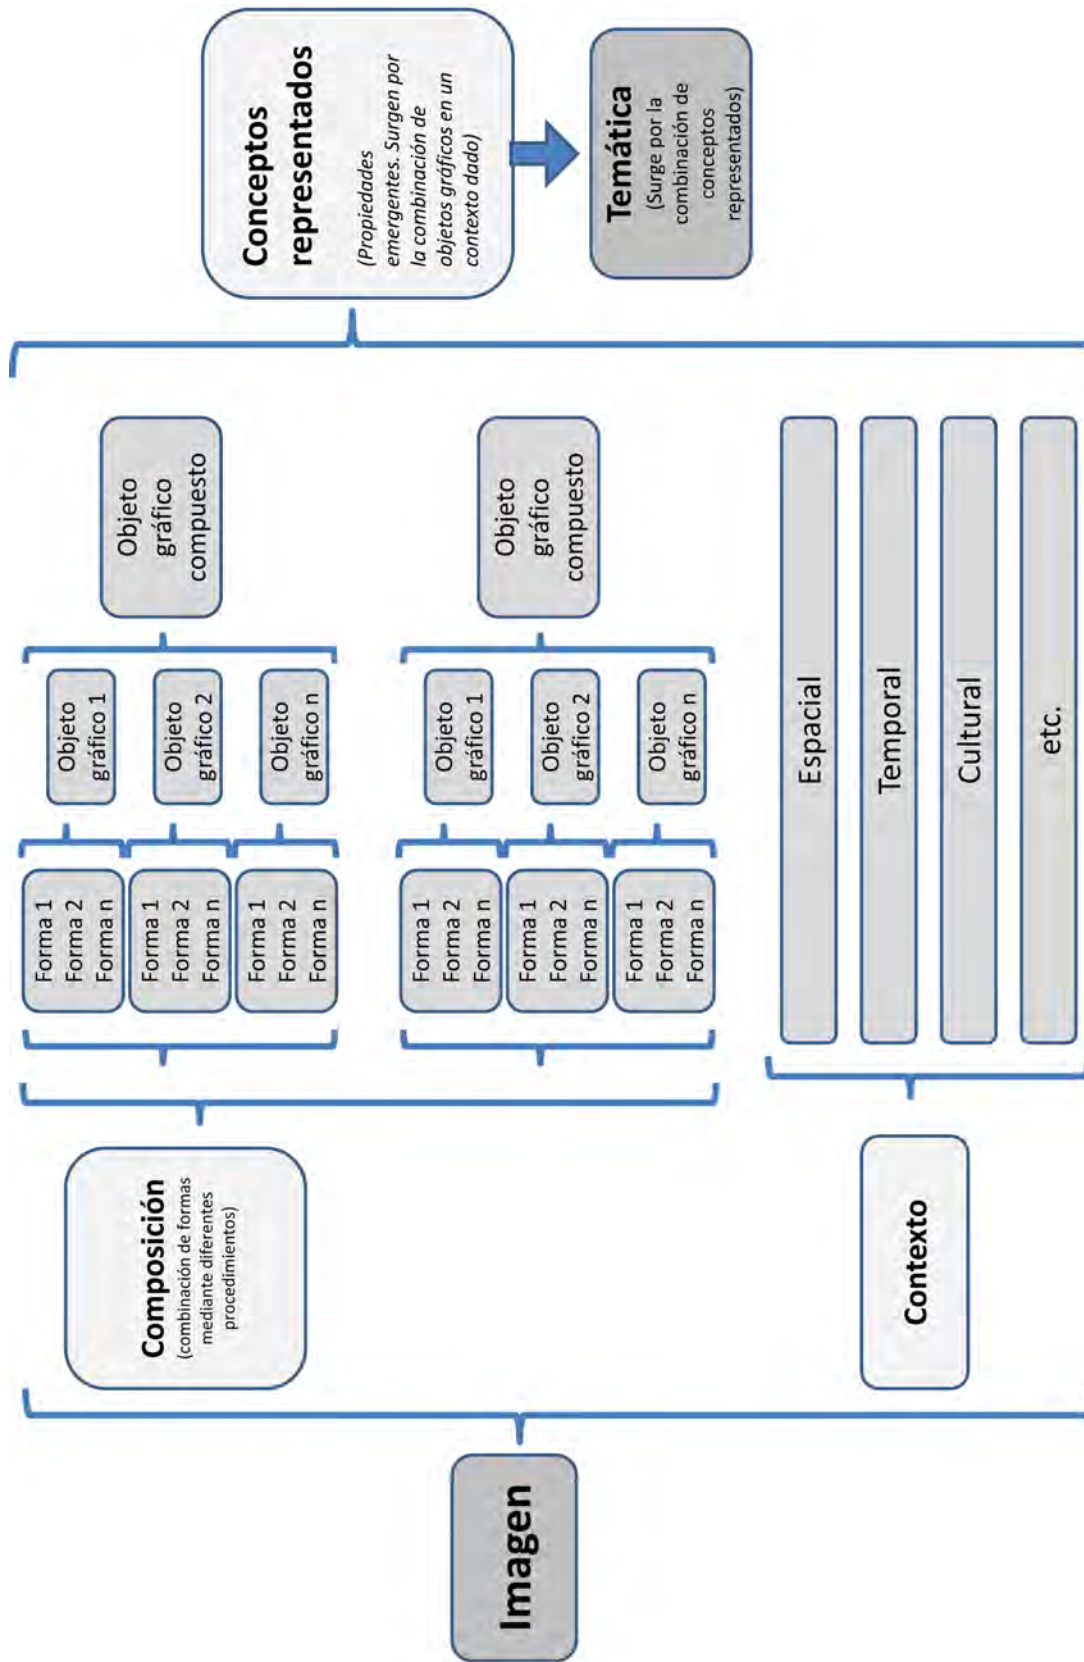 Imagen
Composición
(combinación de formas
mediante diferentes
procedimientos)
Forma 1
Forma 2
Forma n
Forma 1
Forma 2
Forma n
Forma 1
Forma 2
Forma n
Objeto
gráfico 1
Objeto
gráfico 2
Objeto
gráfico n
Objeto
gráfico
compuesto
Forma 1
Forma 2
Forma n
Forma 1
Forma 2
Forma n
Forma 1
Forma 2
Forma n
Objeto
gráfico 1
Objeto
gráfico 2
Objeto
gráfico n
Objeto
gráfico
compuesto
Contexto
Espacial
Temporal
Cultural
etc.
Conceptos
representados
(Propiedades
emergentes. Surgen por
la combinación de
objetos gráficos en un
contexto dado)
Temática
(Surge por la
combinación de
conceptos
representados)